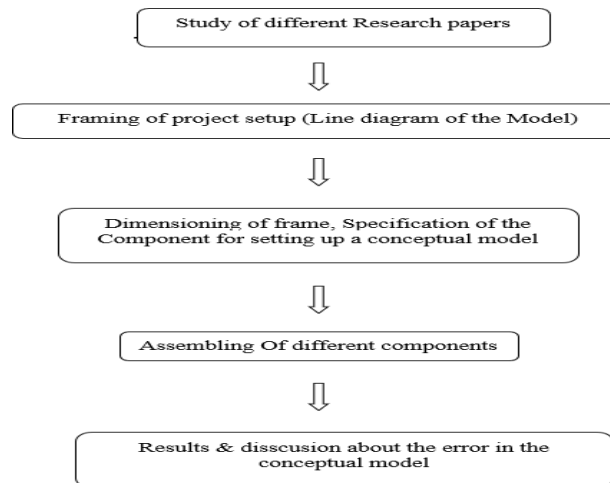 Study of different Research papers
Framing of project setup (Line diagram of the Model)
Dimensioning of frame, Specification of the
Component for setting up a conceptual model
Assembling Of different components
Results & disscusion about the error in the
conceptual model